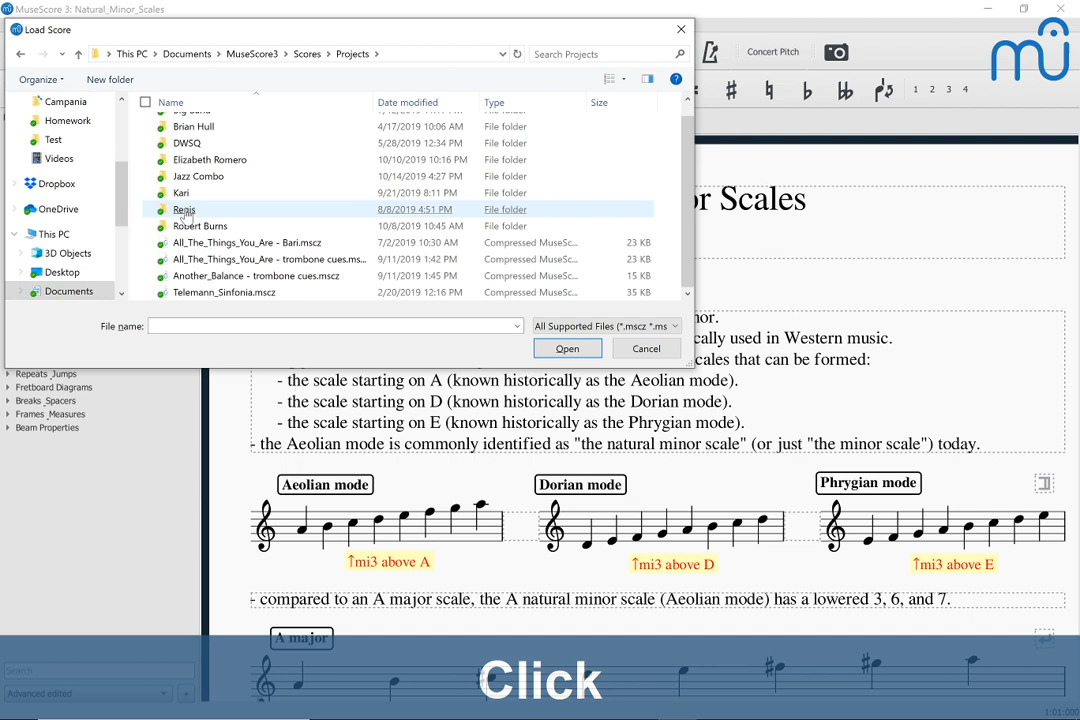 MuseScore 3: Natural_Minor_Scales
Load Score
This PC > Documents > MuseScore3 > Scores > Projects >
Search Projects
Organize
New folder
Concert Pitch
1 2 3 4
Campania
Homework
Test
Videos
Dropbox
OneDrive
This PC
3D Objects
Desktop
Documents
Name Date modified Type Size
Brian Hull 4/17/2019 10:06 AM File folder
DWSQ 5/28/2019 12:34 PM File folder
Elizabeth Romero 10/10/2019 10:16 PM File folder
Jazz Combo 10/14/2019 4:27 PM File folder
Kari 9/21/2019 8:11 PM File folder
Regis 8/8/2019 4:51 PM File folder
Robert Burns 10/8/2019 10:45 AM File folder
All_The_Things_You_Are - Bari.mscz 7/2/2019 10:30 AM Compressed MuseSc... 23 KB
All_The_Things_You_Are - trombone cues.ms... 9/11/2019 1:42 PM Compressed MuseSc... 23 KB
Another_Balance - trombone cues.mscz 9/11/2019 1:45 PM Compressed MuseSc... 15 KB
Telemann_Sinfonia.mscz 2/20/2019 12:16 PM Compressed MuseSc... 35 KB
File name:
All Supported Files (*.mscz *.ms
Open
Cancel
Repeats_Jumps
Fretboard Diagrams
Breaks_Spacers
Frames_Measures
Beam Properties
Search
Advanced edited
or Scales
nor.
cally used in Western music.
cales that can be formed:
- the scale starting on A (known historically as the Aeolian mode).
- the scale starting on D (known historically as the Dorian mode).
- the scale starting on E (known historically as the Phrygian mode).
- the Aeolian mode is commonly identified as "the natural minor scale" (or just "the minor scale") today.
Aeolian mode
Dorian mode
Phrygian mode
↑mi3 above A
↑mi3 above D
↑mi3 above E
- compared to an A major scale, the A natural minor scale (Aeolian mode) has a lowered 3, 6, and 7.
A major
Click
1:01:000